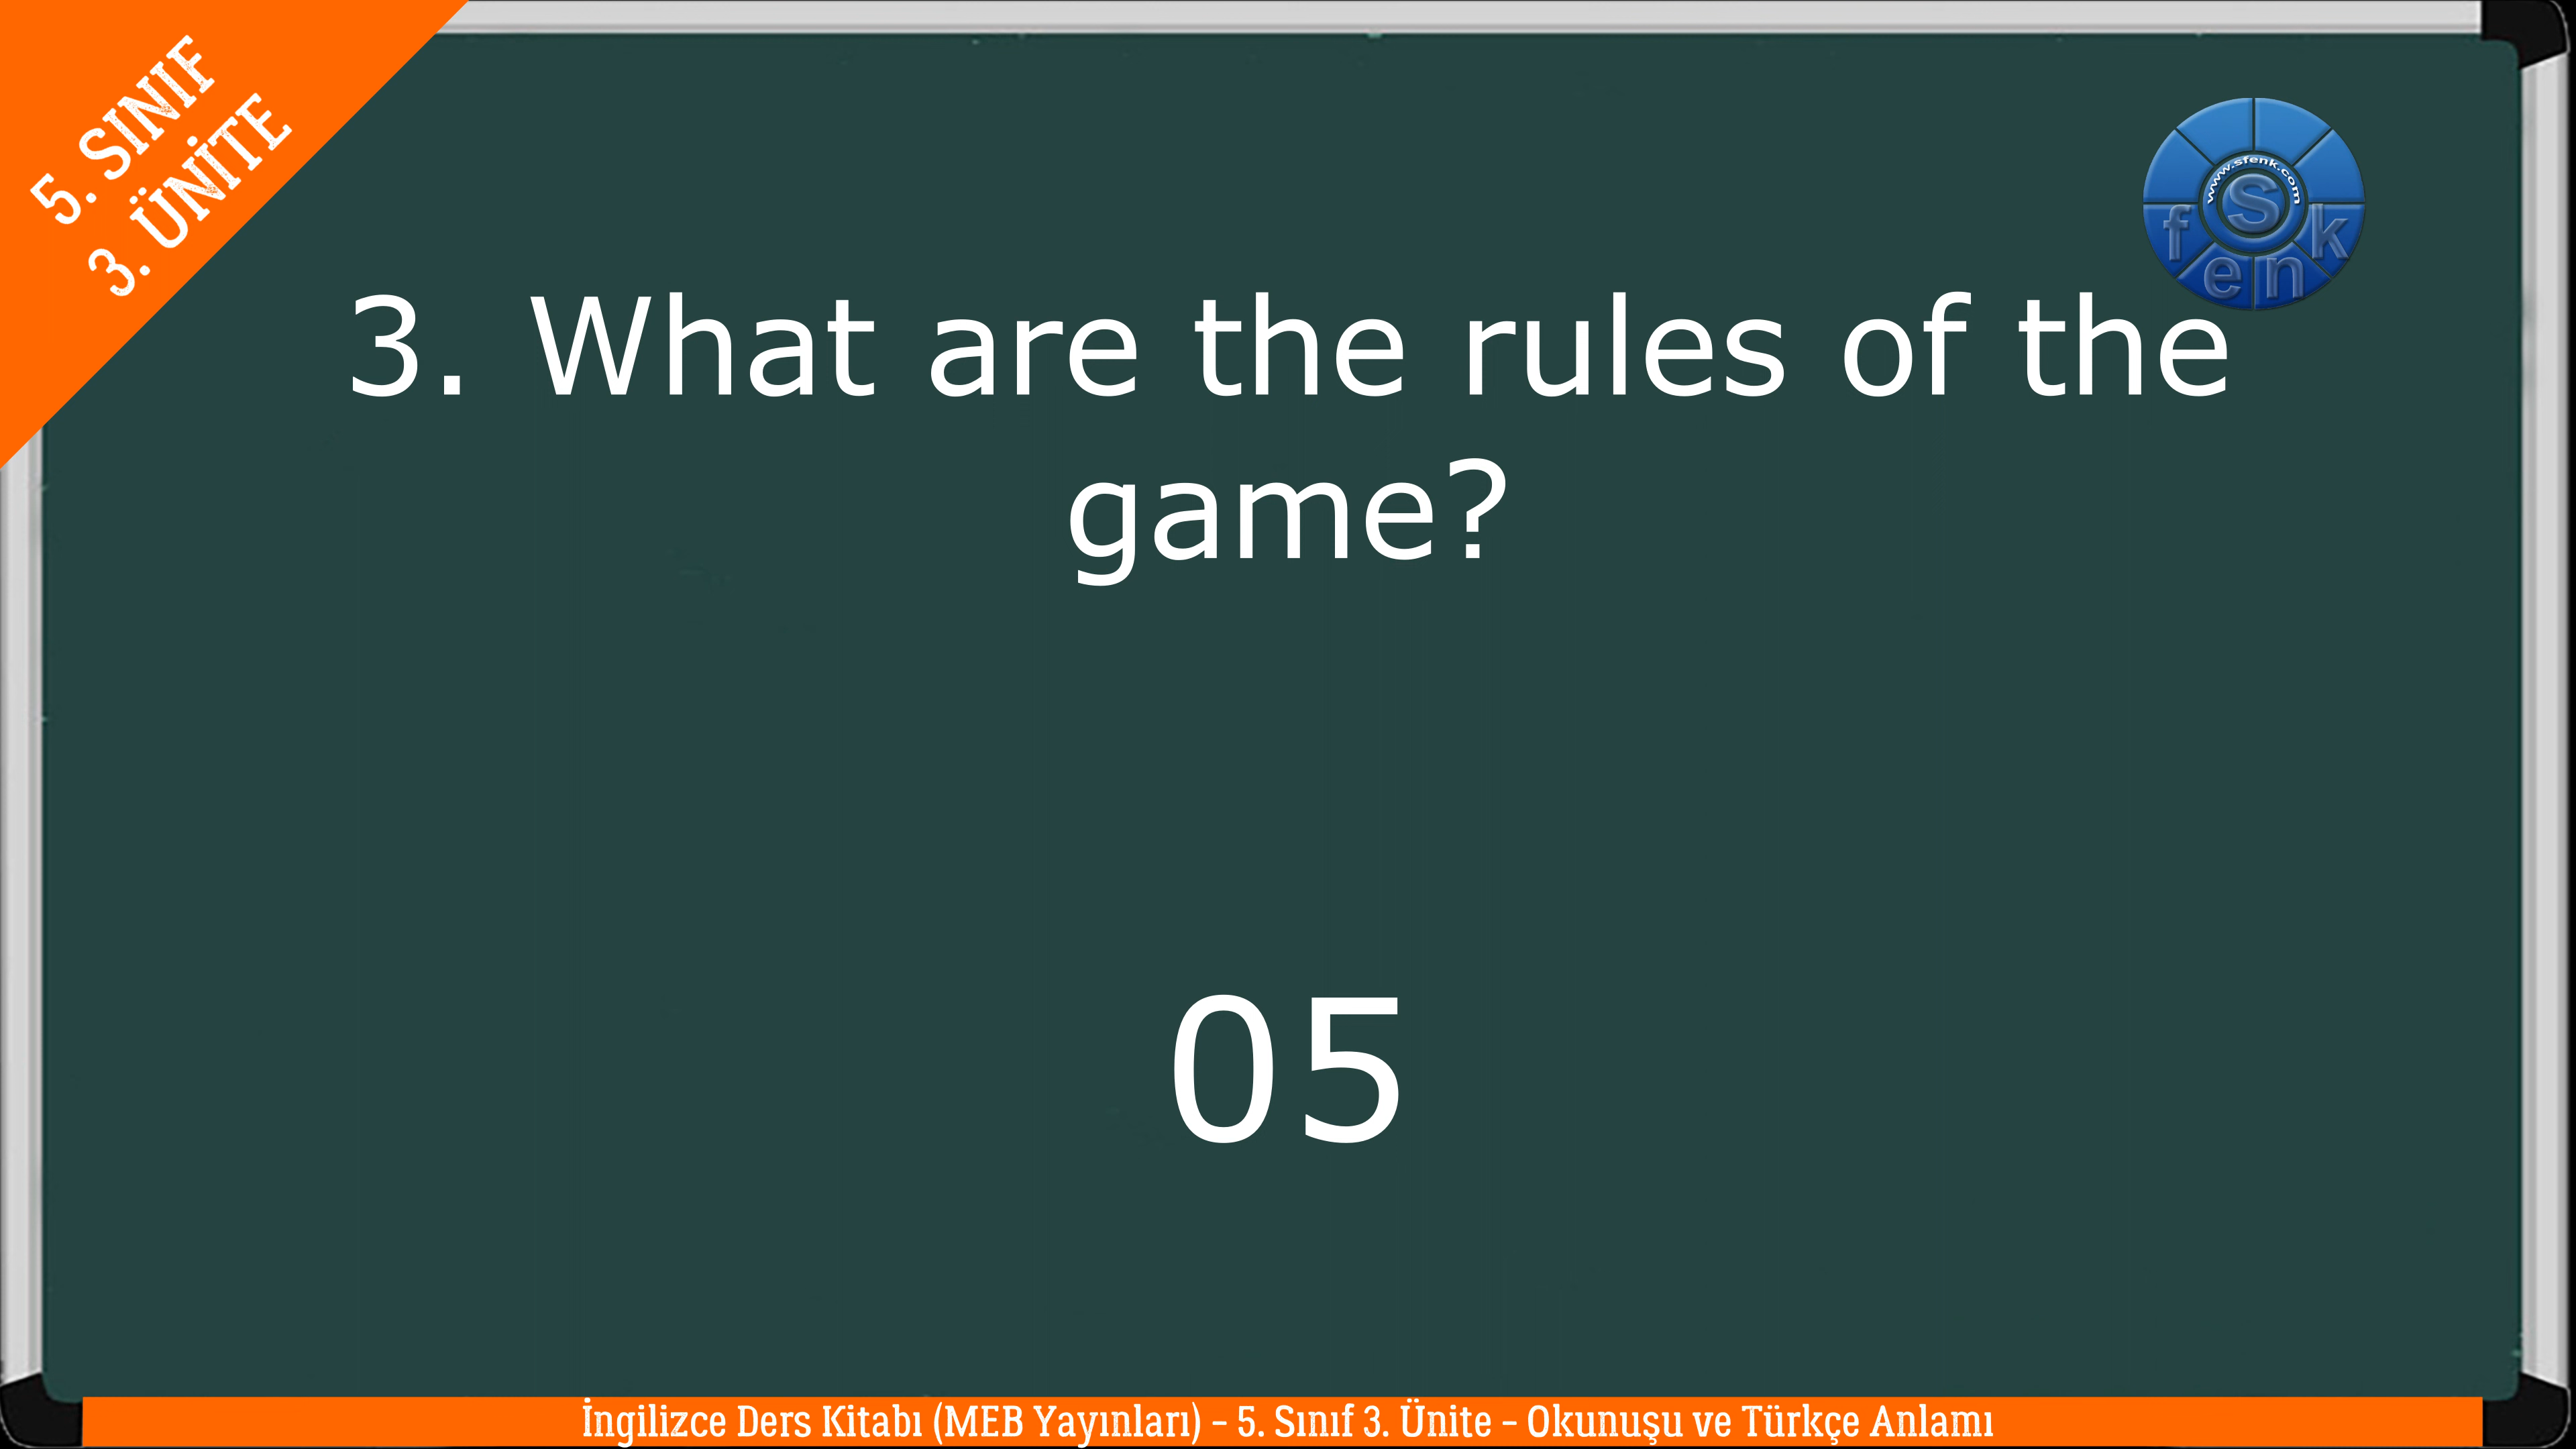 5. SINIF
3. ÜNİTE
www.sfenk.com
S
f e n k
3. What are the rules of the
game?
05
İngilizce Ders Kitabı (MEB Yayınları) – 5. Sınıf 3. Ünite – Okunuşu ve Türkçe Anlamı